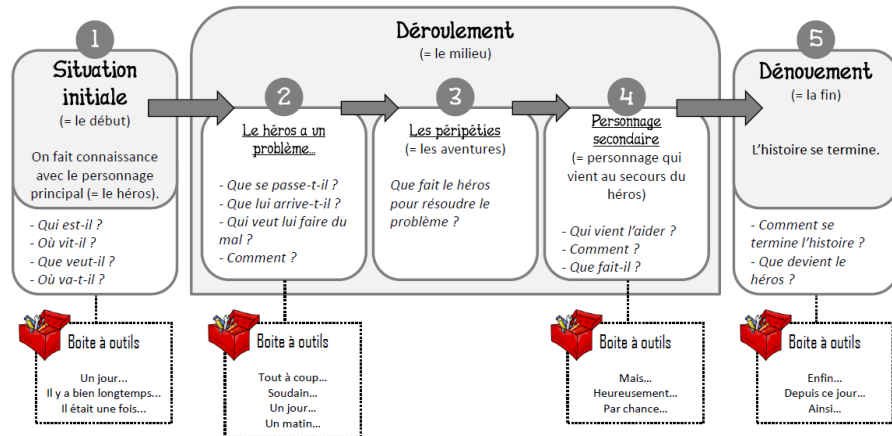 1
Situation
initiale
(= le début)
On fait connaissance
avec le personnage
principal (= le héros).
- Qui est-il ?
- Où vit-il ?
- Que veut-il ?
- Où va-t-il ?
Boite à outils
Un jour...
Il y a bien longtemps...
Il était une fois...
Déroulement
(= le milieu)
2
Le héros a un
problème...
- Que se passe-t-il ?
- Que lui arrive-t-il ?
- Qui veut lui faire du
mal ?
- Comment ?
Boite à outils
Tout à coup...
Soudain...
Un jour...
Un matin...
3
Les péripéties
(= les aventures)
Que fait le héros
pour résoudre le
problème ?
4
Personnage
secondaire
(= personnage qui
vient au secours du
héros)
- Qui vient l'aider ?
- Comment ?
- Que fait-il ?
Boite à outils
Mais...
Heureusement...
Par chance...
5
Dénouement
(= la fin)
L'histoire se termine.
- Comment se
termine l'histoire ?
- Que devient le
héros ?
Boite à outils
Enfin...
Depuis ce jour...
Ainsi...